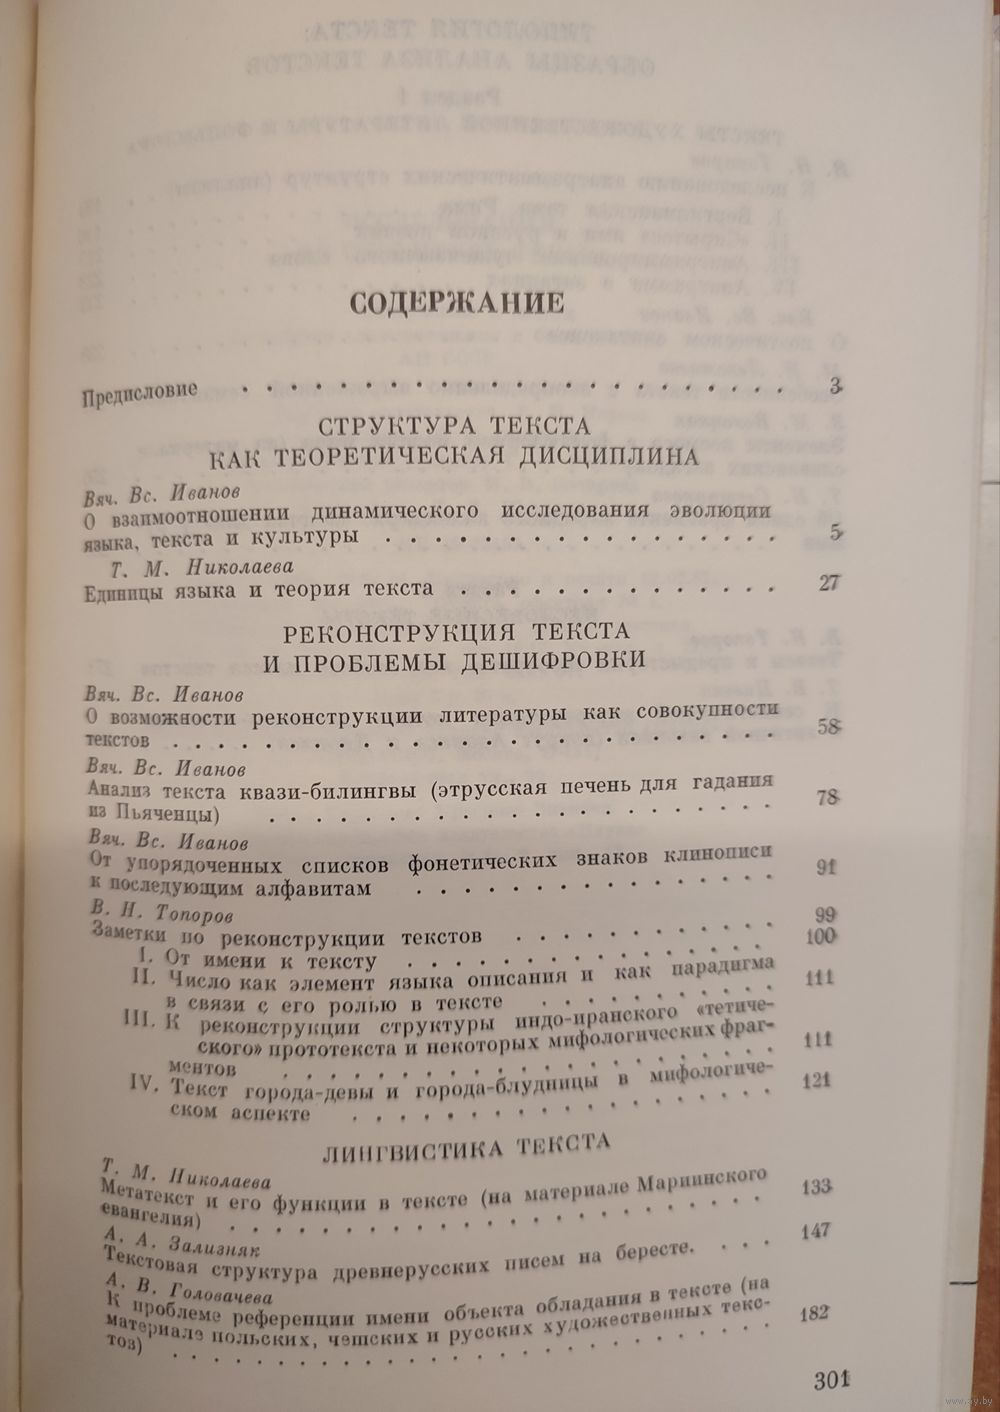 СОДЕРЖАНИЕ
Предисловие . . . . . . . . . . . . . . . . . . . . . . . . 3
СТРУКТУРА ТЕКСТА
КАК ТЕОРЕТИЧЕСКАЯ ДИСЦИПЛИНА
Вяч. Вс. Иванов
О взаимоотношении динамического исследования эволюции
языка, текста и культуры . . . . . . . . . . . . . . . . . . 5
Т. М. Николаева
Единицы языка и теория текста . . . . . . . . . . . . . . 27
РЕКОНСТРУКЦИЯ ТЕКСТА
И ПРОБЛЕМЫ ДЕШИФРОВКИ
Вяч. Вс. Иванов
О возможности реконструкции литературы как совокупности
текстов . . . . . . . . . . . . . . . . . . . . . . . . . . 58
Вяч. Вс. Иванов
Анализ текста квази-билингвы (этрусская печень для гадания
из Пьяченцы) . . . . . . . . . . . . . . . . . . . . . . 78
Вяч. Вс. Иванов
От упорядоченных списков фонетических знаков клинописи
к последующим алфавитам . . . . . . . . . . . . . . . . 91
В. Н. Топоров
Заметки по реконструкции текстов . . . . . . . . . . . . 99
I. От имени к тексту . . . . . . . . . . . . . . . 100
II. Число как элемент языка описания и как парадигма
в связи с его ролью в тексте . . . . . . . . . . . 111
III. К реконструкции структуры индо-иранского «тетиче-
ского» прототекста и некоторых мифологических фраг-
ментов . . . . . . . . . . . . . . . . . . . . 111
IV. Текст города-девы и города-блудницы в мифологиче-
ском аспекте . . . . . . . . . . . . . . . . . . 121
ЛИНГВИСТИКА ТЕКСТА
Т. М. Николаева
Метатекст и его функции в тексте (на материале Мариинского
евангелия) . . . . . . . . . . . . . . . . . . . . . . . 133
А. А. Зализняк
Текстовая структура древнерусских писем на бересте. . . . 147
А. В. Головачева
К проблеме референции имени объекта обладания в тексте (на
материале польских, чешских и русских художественных текс-
тов) . . . . . . . . . . . . . . . . . . . . . . . . . 182
301
www.ay.by